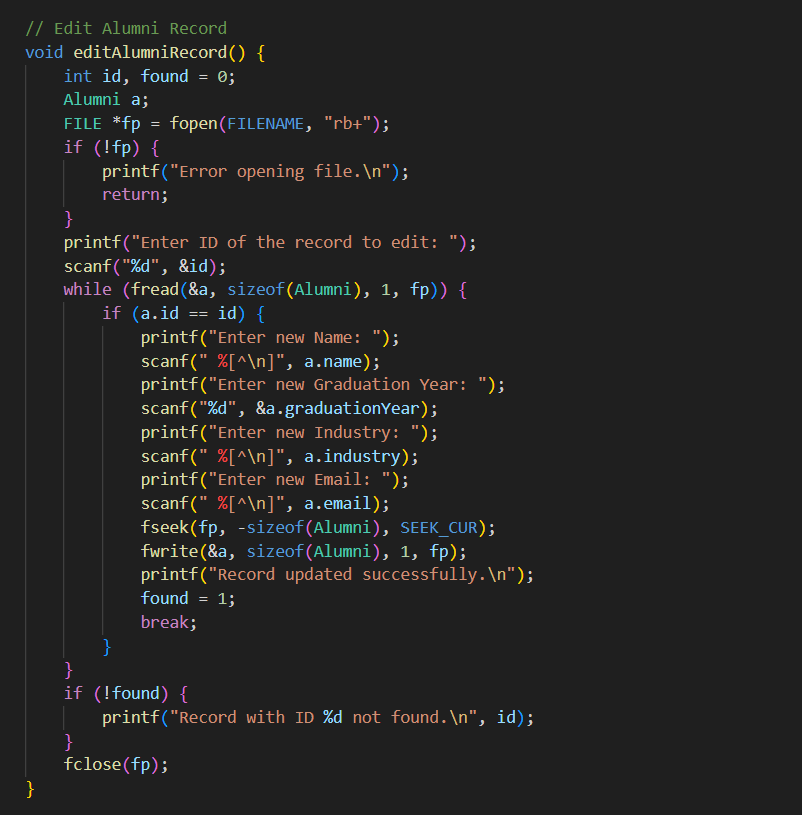 // Edit Alumni Record
void editAlumniRecord() {
    int id, found = 0;
    Alumni a;
    FILE *fp = fopen(FILENAME, "rb+");
    if (!fp) {
        printf("Error opening file.\n");
        return;
    }
    printf("Enter ID of the record to edit: ");
    scanf("%d", &id);
    while (fread(&a, sizeof(Alumni), 1, fp)) {
        if (a.id == id) {
            printf("Enter new Name: ");
            scanf(" %[^\n]", a.name);
            printf("Enter new Graduation Year: ");
            scanf("%d", &a.graduationYear);
            printf("Enter new Industry: ");
            scanf(" %[^\n]", a.industry);
            printf("Enter new Email: ");
            scanf(" %[^\n]", a.email);
            fseek(fp, -sizeof(Alumni), SEEK_CUR);
            fwrite(&a, sizeof(Alumni), 1, fp);
            printf("Record updated successfully.\n");
            found = 1;
            break;
        }
    }
    if (!found) {
        printf("Record with ID %d not found.\n", id);
    }
    fclose(fp);
}